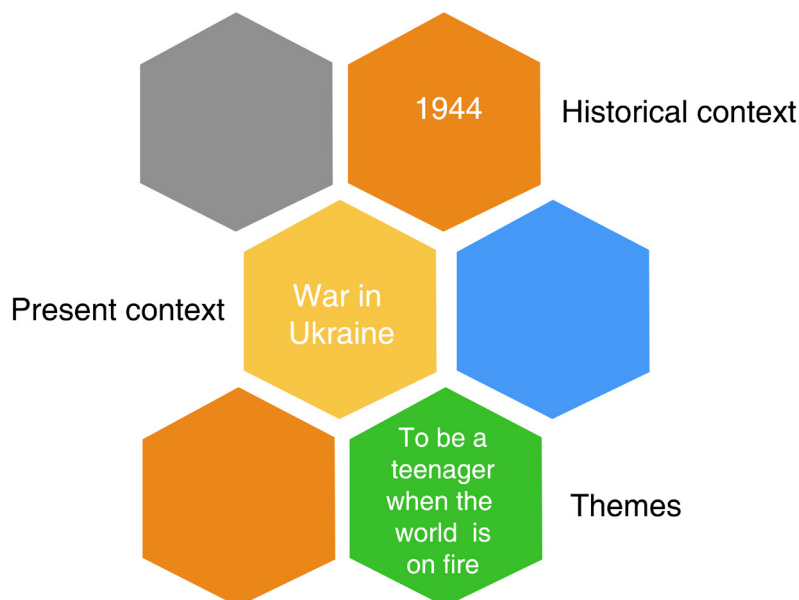 1944
Historical context
War in
Ukraine
Present context
To be a
teenager
when the
world is
on fire
Themes